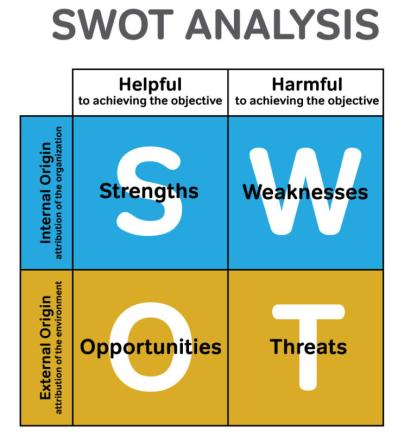 SWOT ANALYSIS
Helpful
to achieving the objective
Harmful
to achieving the objective
Internal Origin
attribution of the organization
S
Strengths
W
Weaknesses
External Origin
attribution of the environment
O
Opportunities
T
Threats